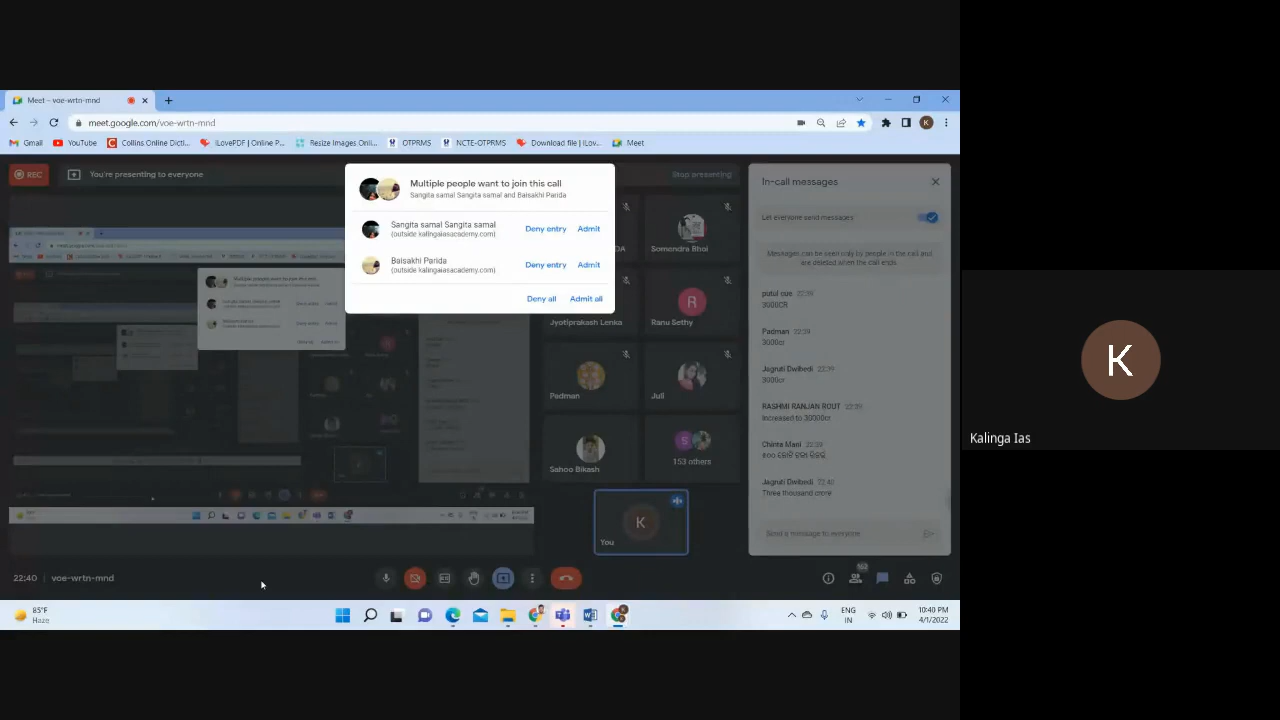 Meet - voe-wrtn-mnd
meet.google.com/voe-wrtn-mnd
Gmail
YouTube
Collins Online Dicti...
iLovePDF | Online P...
Resize Images Onli...
OTPRMS
NCTE-OTPRMS
Download file | iLov...
Meet
REC
You're presenting to everyone
Stop presenting
Multiple people want to join this call
Sangita samal Sangita samal and Baisakhi Parida
Sangita samal Sangita samal
(outside kalingaiasacademy.com)
Deny entry
Admit
Baisakhi Parida
(outside kalingaiasacademy.com)
Deny entry
Admit
Deny all
Admit all
Somendra Bhoi
Jyotiprakash Lenka
R
Ranu Sethy
Padman
Juli
Sahoo Bikash
S
153 others
K
You
In-call messages
Let everyone send messages
Messages can be seen only by people in the call and
are deleted when the call ends
putul cue 22:39
3000CR
Padman 22:39
3000cr
Jagruti Dwibedi 22:39
3000cr
RASHMI RANJAN ROUT 22:39
Increased to 30000cr
Chinta Mani 22:39
Jagruti Dwibedi 22:40
Three thousand crore
Send a message to everyone
22:40 | voe-wrtn-mnd
85°F
Haze
ENG
IN
10:40 PM
4/1/2022
K
Kalinga Ias